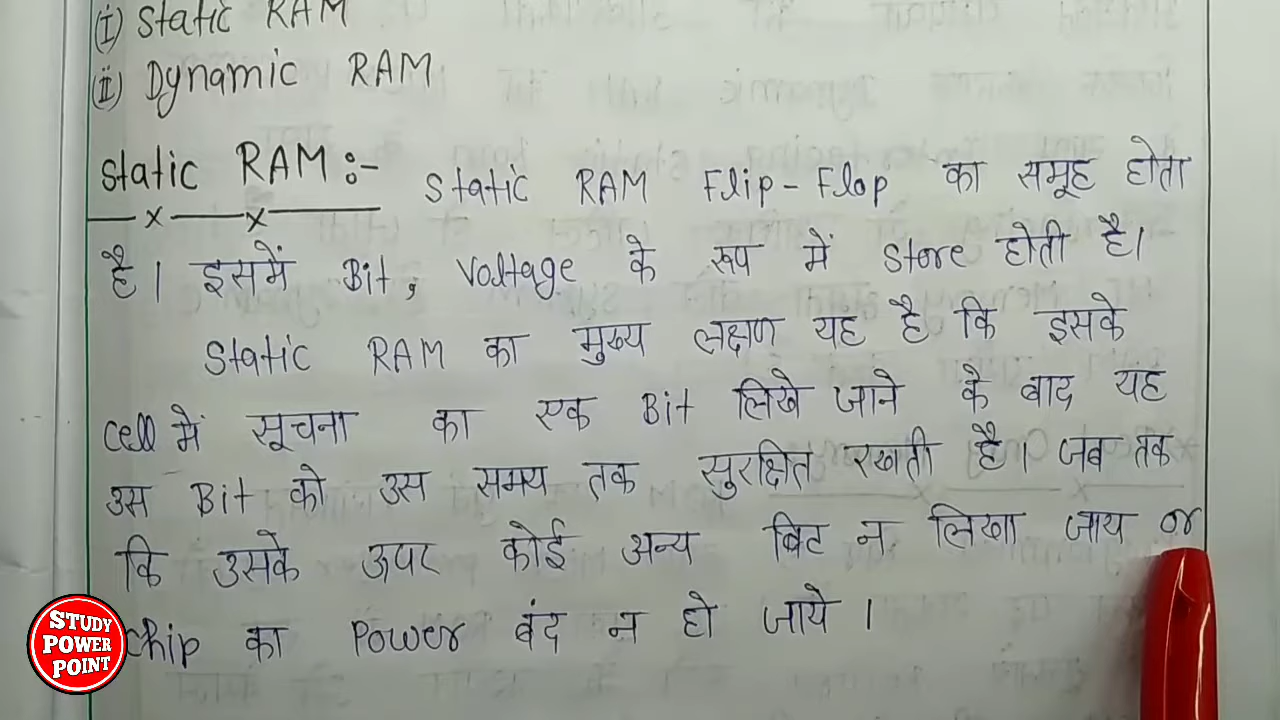 (i) Static RAM
(ii) Dynamic RAM
Static RAM :- Static RAM Flip-Flop का समूह होता
है। इसमें Bit, Voltage के रूप में Store होती है।
Static RAM का मुख्य लक्षण यह है कि इसके
Cell में सूचना का एक Bit लिखे जाने के बाद यह
उस Bit को उस समय तक सुरक्षित रखती है। जब तक
कि उसके ऊपर कोई अन्य बिट न लिखा जाय or
Chip का Power बंद न हो जाये।
STUDY
POWER
POINT